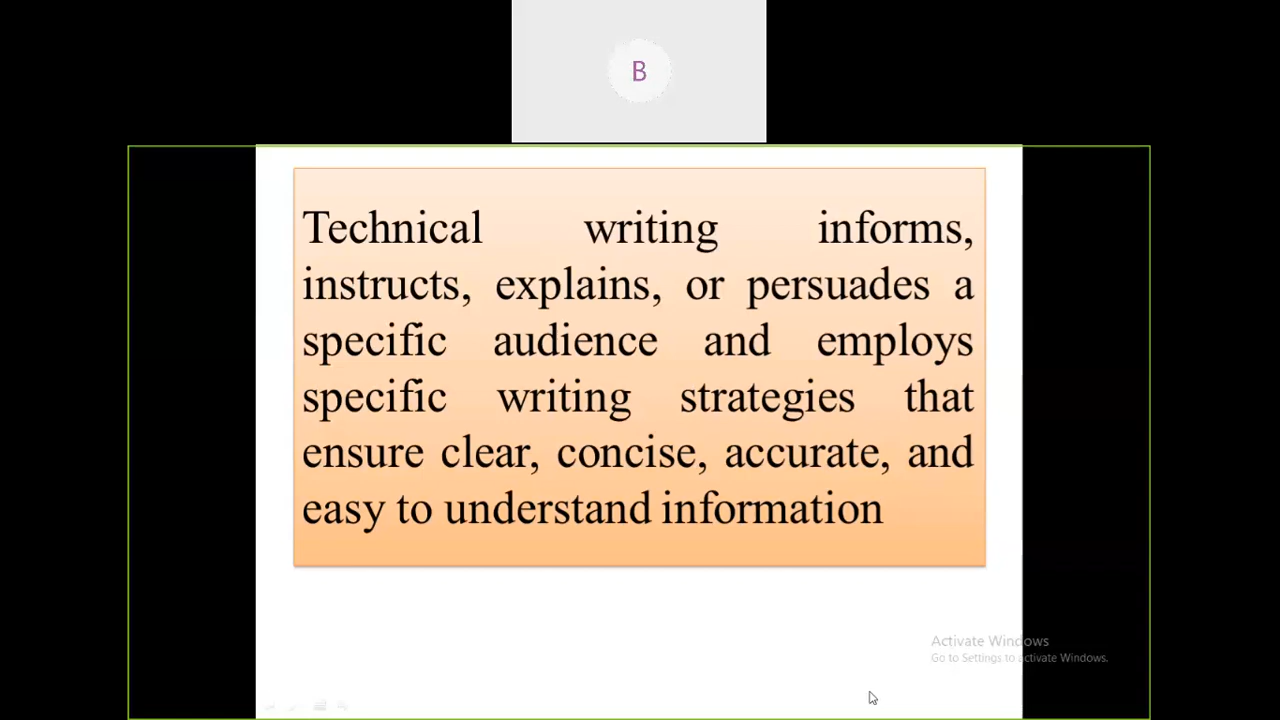 B
Technical writing informs,
instructs, explains, or persuades a
specific audience and employs
specific writing strategies that
ensure clear, concise, accurate, and
easy to understand information
Activate Windows
Go to Settings to activate Windows.